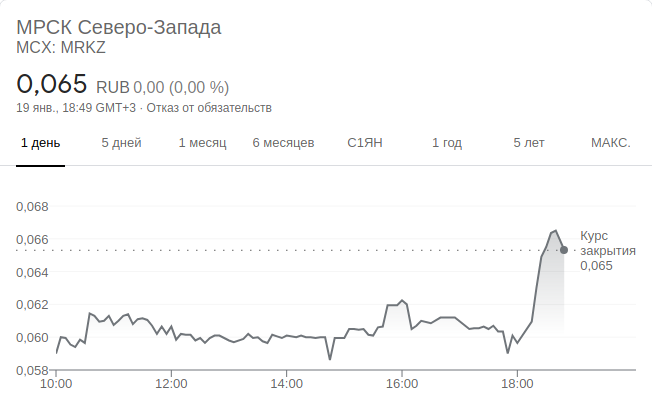 МРСК Северо-Запада
MCX: MRKZ
0,065 RUB 0,00 (0,00 %)
19 янв., 18:49 GMT+3 · Отказ от обязательств
1 день 5 дней 1 месяц 6 месяцев С1ЯН 1 год 5 лет МАКС.
0,068
0,066
Курс
закрытия
0,065
0,064
0,062
0,060
0,058
10:00 12:00 14:00 16:00 18:00